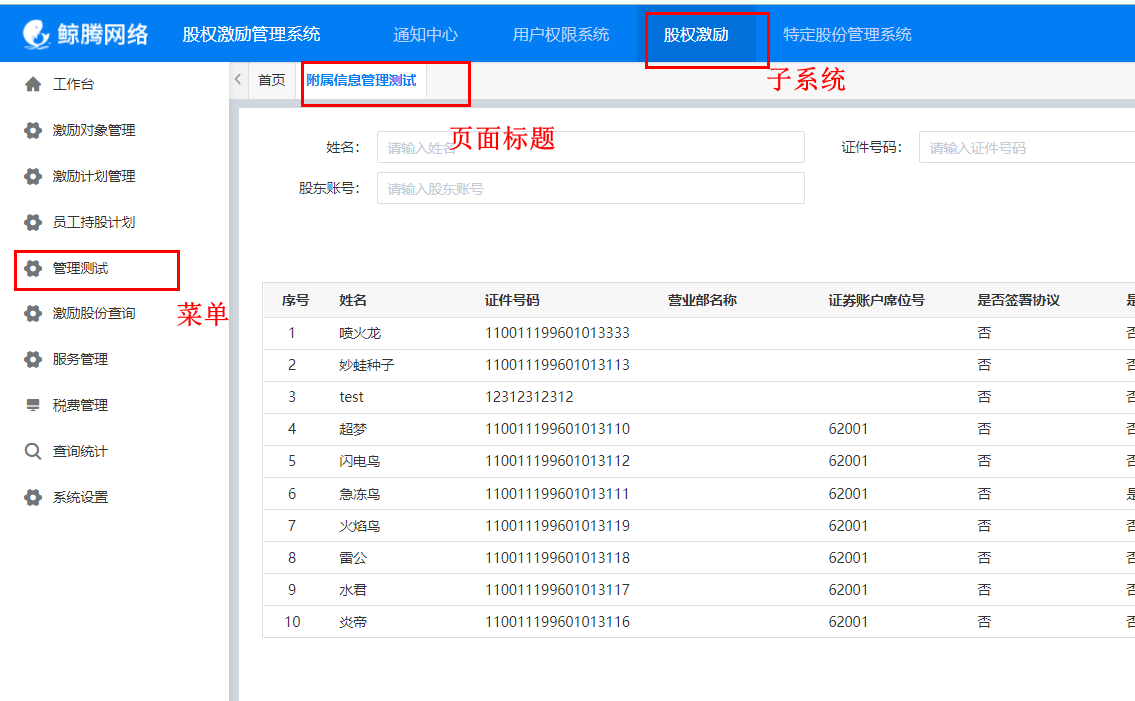 鲸腾网络 股权激励管理系统 通知中心 用户权限系统 股权激励 特定股份管理系统
子系统
工作台
激励对象管理
激励计划管理
员工持股计划
管理测试
菜单
激励股份查询
服务管理
税费管理
查询统计
系统设置
首页 附属信息管理测试
页面标题
姓名: 请输入姓名 证件号码: 请输入证件号码
股东账号: 请输入股东账号
序号 姓名 证件号码 营业部名称 证券账户席位号 是否签署协议 是
1 喷火龙 110011199601013333 否 否
2 妙蛙种子 110011199601013113 否 否
3 test 12312312312 否 否
4 超梦 110011199601013110 62001 否 否
5 闪电鸟 110011199601013112 62001 否 否
6 急冻鸟 110011199601013111 62001 否 是
7 火焰鸟 110011199601013119 62001 否 否
8 雷公 110011199601013118 62001 否 否
9 水君 110011199601013117 62001 否 否
10 炎帝 110011199601013116 62001 否 否